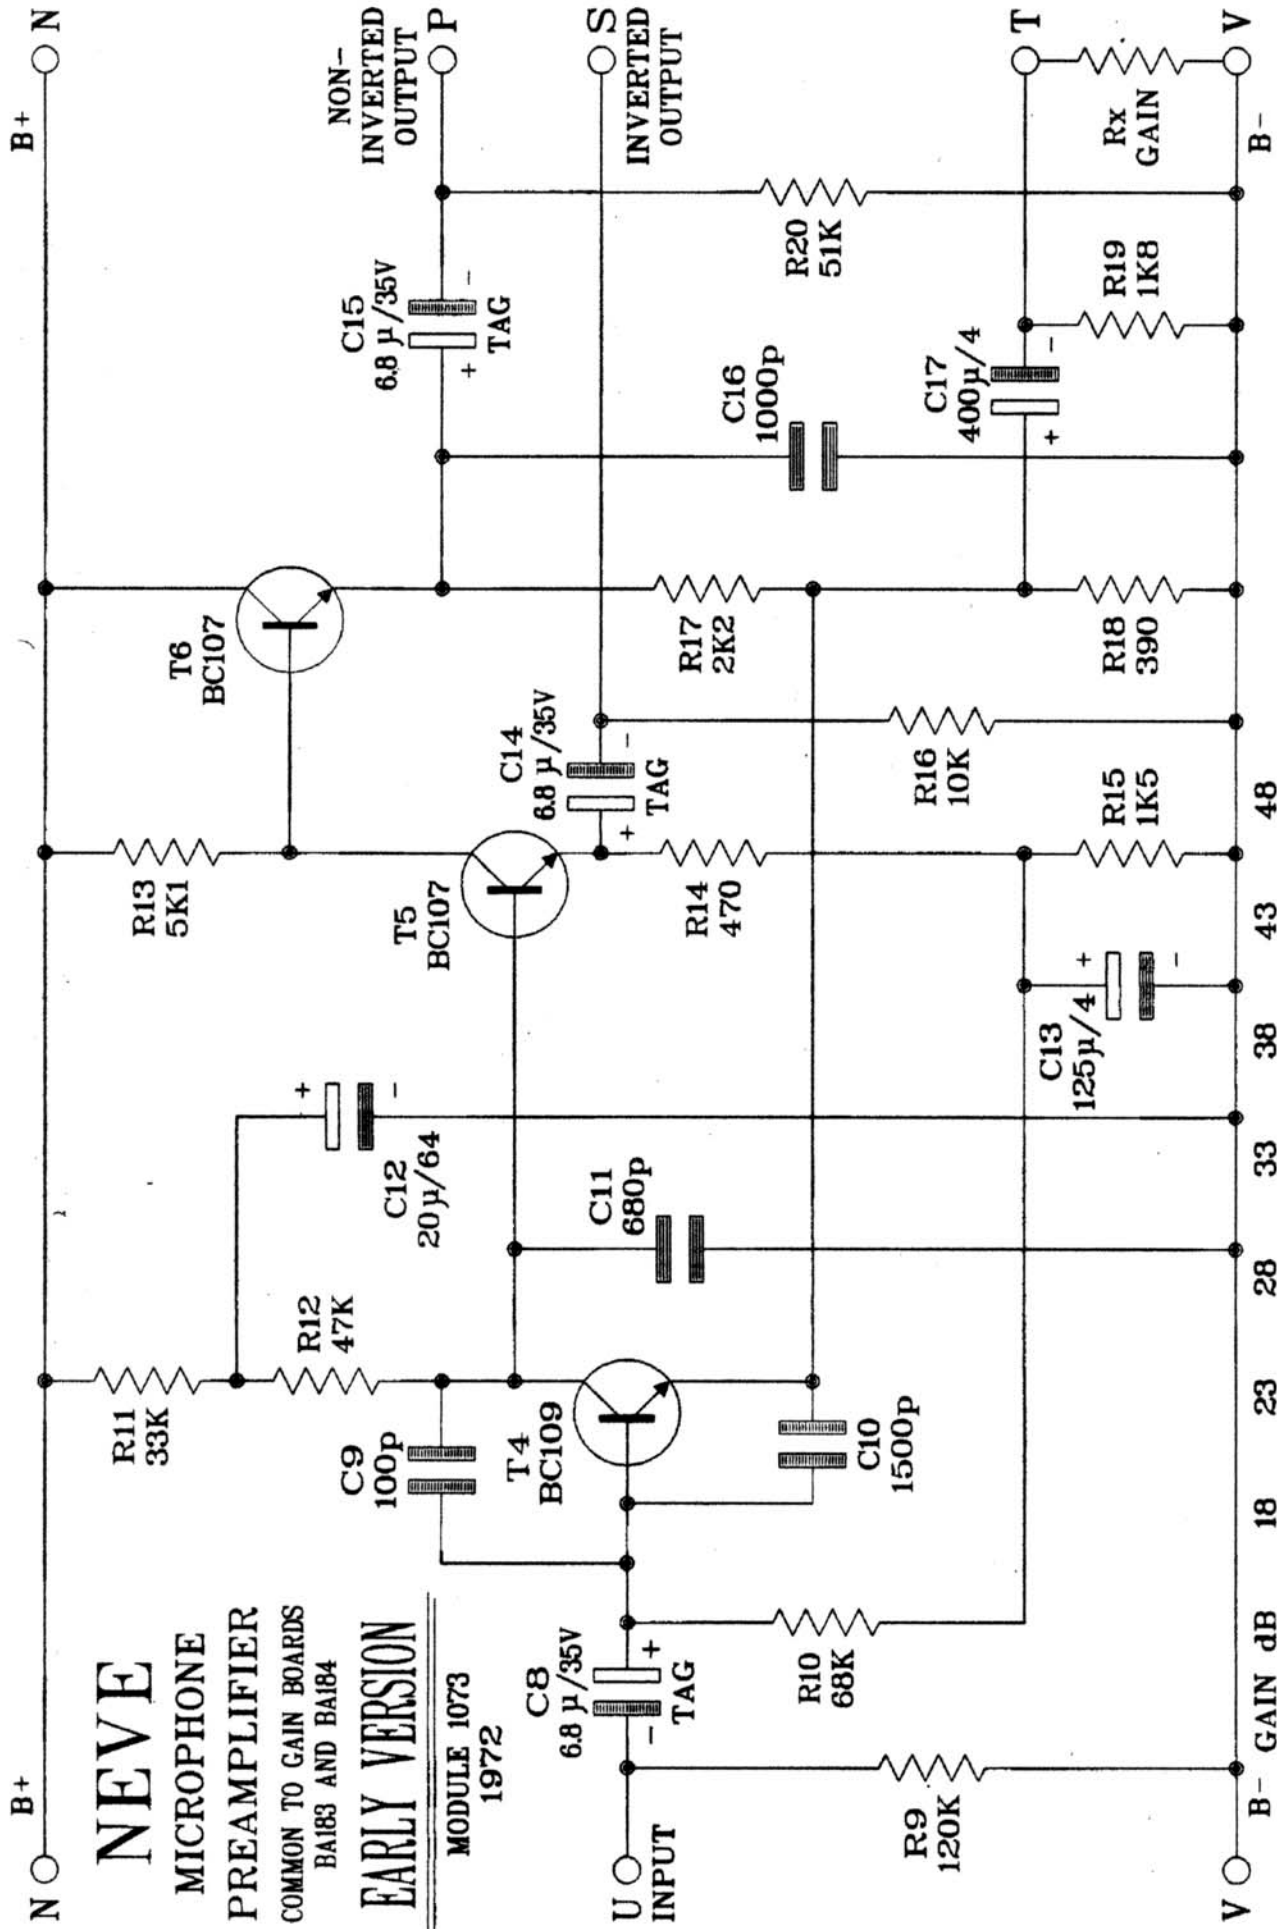 N
B+
B+
N
NEVE
MICROPHONE
PREAMPLIFIER
COMMON TO GAIN BOARDS
BA183 AND BA184
EARLY VERSION
MODULE 1073
1972
R11
33K
R12
47K
C12
20μ/64
+
-
R13
5K1
T6
BC107
C9
100p
T4
BC109
C11
680p
T5
BC107
C14
6.8 μ/35V
+
-
TAG
C15
6.8 μ/35V
+
-
TAG
NON-
INVERTED
OUTPUT
P
S
INVERTED
OUTPUT
U
INPUT
C8
6.8 μ/35V
-
+
TAG
R10
68K
C10
1500p
R14
470
R17
2K2
C16
1000p
R20
51K
R9
120K
C13
125μ/4
+
-
R16
10K
R15
1K5
R18
390
C17
400μ/4
+
-
R19
1K8
T
Rx
GAIN
V
B-
GAIN dB 18 23 28 33 38 43 48
B-
V